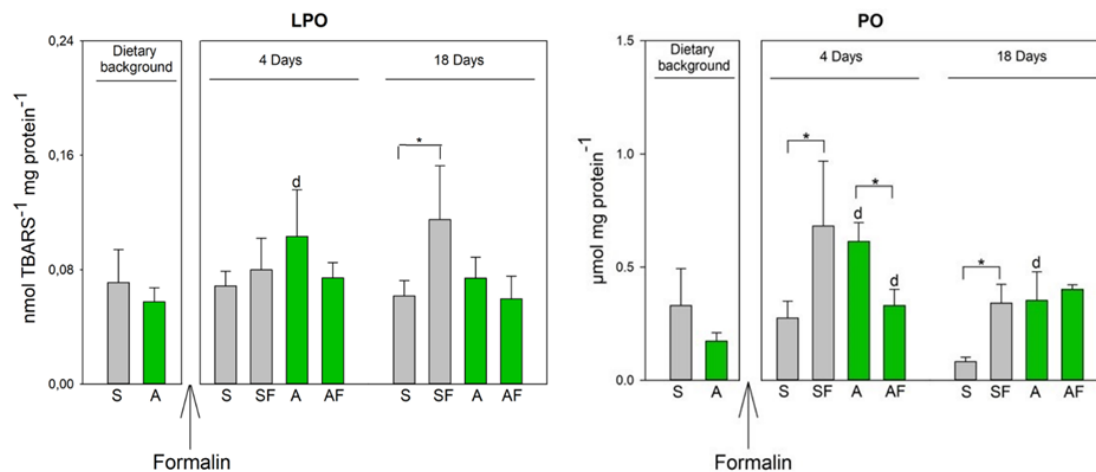 LPO
nmol TBARS⁻¹ mg protein⁻¹
0,24
0,16
0,08
0,00
Dietary
background
4 Days
18 Days
*
d
S A S SF A AF S SF A AF
Formalin
PO
µmol mg protein⁻¹
1.5
1.0
0.5
0.0
Dietary
background
4 Days
18 Days
* * d d
* d
S A S SF A AF S SF A AF
Formalin